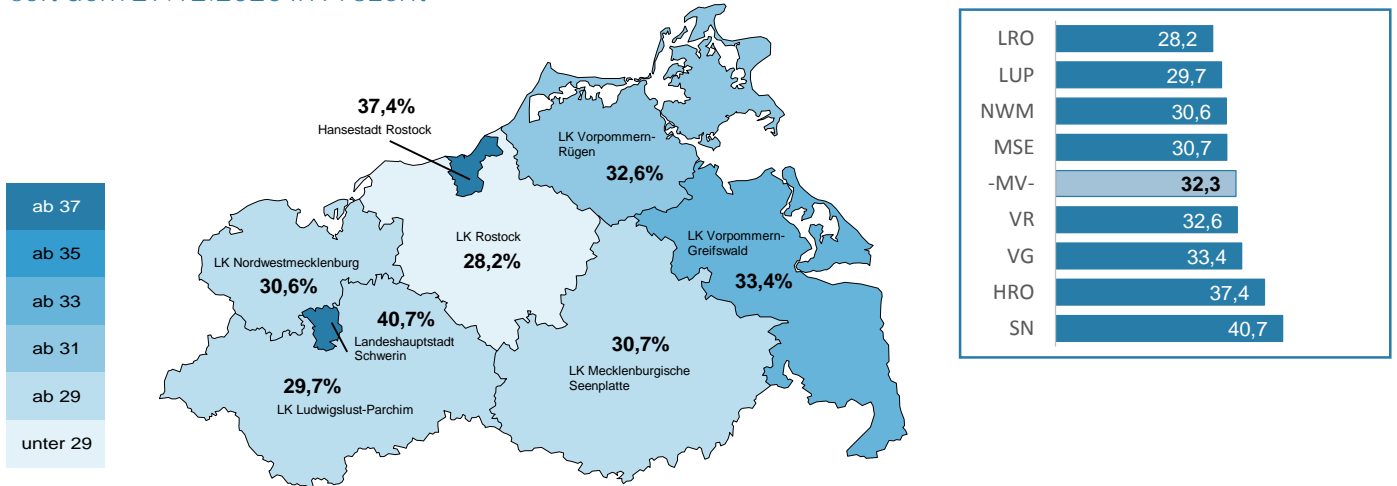 37,4%
Hansestadt Rostock
LK Vorpommern-
Rügen
32,6%
LK Rostock
28,2%
LK Vorpommern-
Greifswald
33,4%
LK Nordwestmecklenburg
30,6%
40,7%
Landeshauptstadt
Schwerin
30,7%
LK Mecklenburgische
Seenplatte
29,7%
LK Ludwigslust-Parchim
ab 37
ab 35
ab 33
ab 31
ab 29
unter 29
LRO 28,2
LUP 29,7
NWM 30,6
MSE 30,7
-MV- 32,3
VR 32,6
VG 33,4
HRO 37,4
SN 40,7